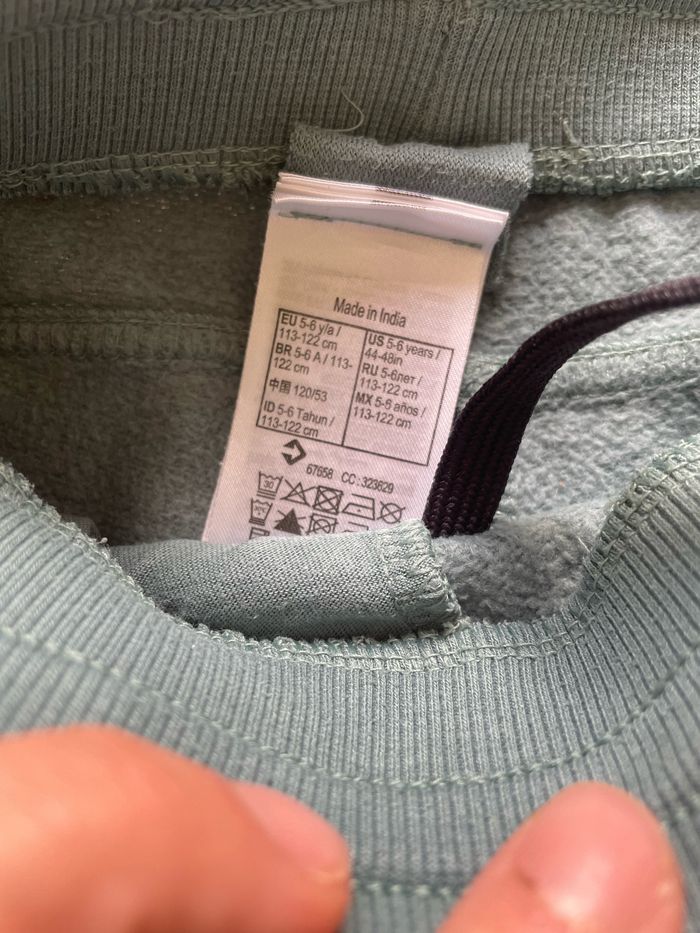 Made in India
EU 5-6 y/a /
113-122 cm
BR 5-6 A / 113-
122 cm
中国 120/53
ID 5-6 Tahun /
113-122 cm
US 5-6 years /
44-48in
RU 5-6лет /
113-122 cm
MX 5-6 años /
113-122 cm
67658 CC : 323629
30